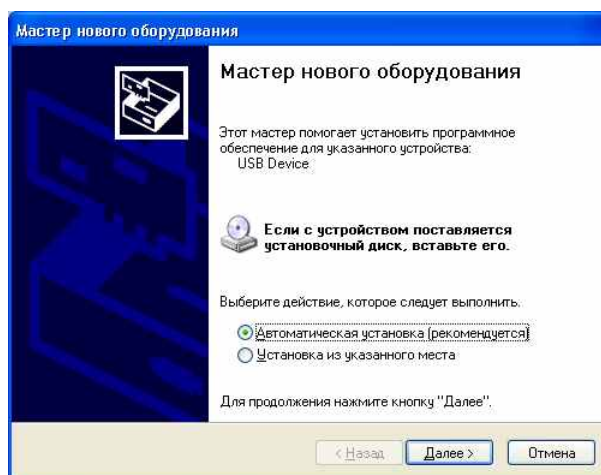 Мастер нового оборудования
Мастер нового оборудования
Этот мастер помогает установить программное
обеспечение для указанного устройства:
USB Device
Если с устройством поставляется
установочный диск, вставьте его.
Выберите действие, которое следует выполнить.
Автоматическая установка (рекомендуется)
Установка из указанного места
Для продолжения нажмите кнопку "Далее".
< Назад Далее > Отмена